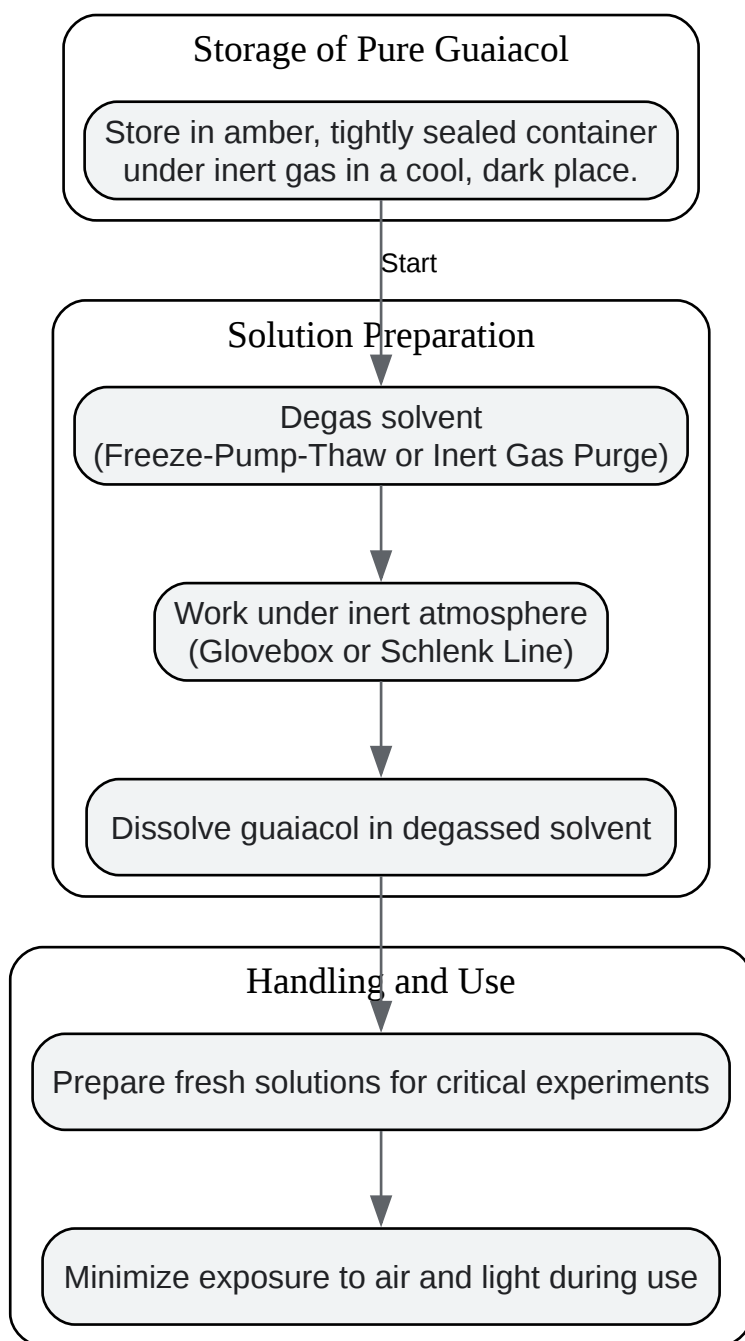 Storage of Pure Guaiacol
Store in amber, tightly sealed container
under inert gas in a cool, dark place.
Start
Solution Preparation
Degas solvent
(Freeze-Pump-Thaw or Inert Gas Purge)
Work under inert atmosphere
(Glovebox or Schlenk Line)
Dissolve guaiacol in degassed solvent
Handling and Use
Prepare fresh solutions for critical experiments
Minimize exposure to air and light during use